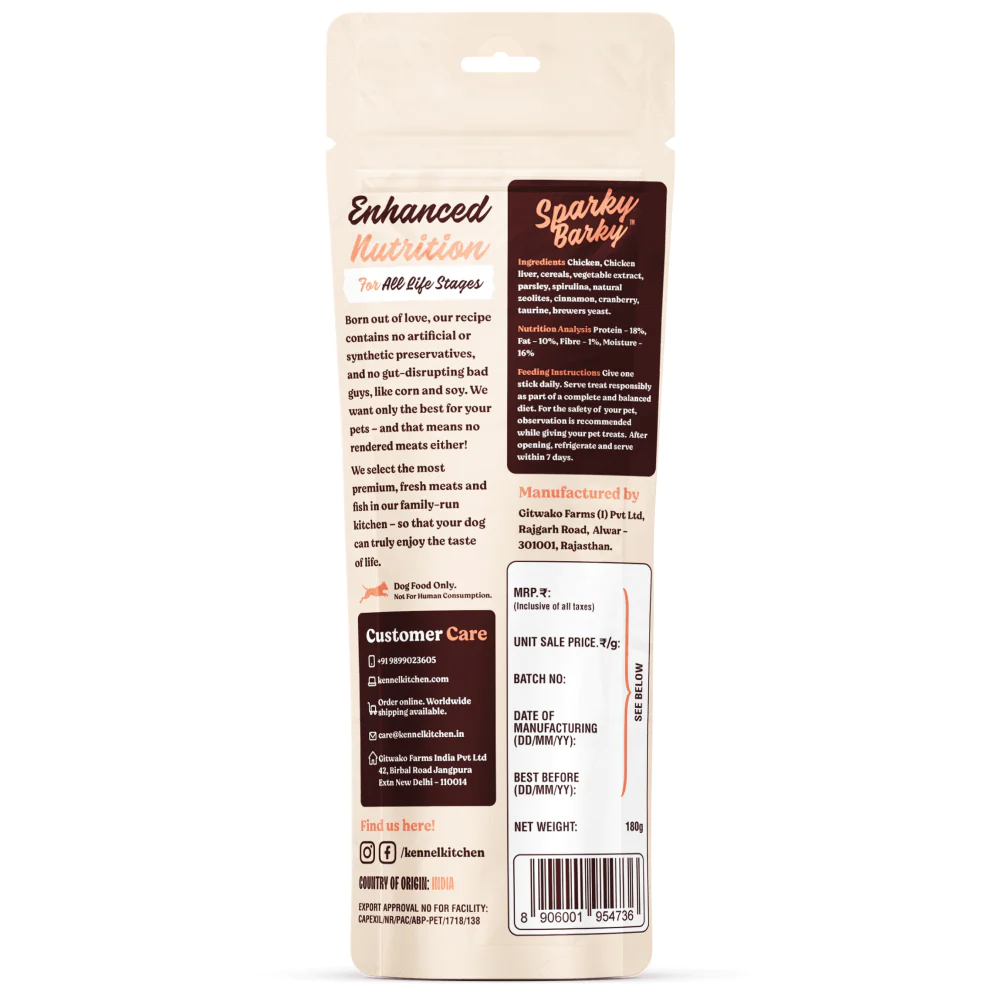 Enhanced
Nutrition
For All Life Stages
Born out of love, our recipe
contains no artificial or
synthetic preservatives,
and no gut-disrupting bad
guys, like corn and soy. We
want only the best for your
pets – and that means no
rendered meats either!
We select the most
premium, fresh meats and
fish in our family-run
kitchen – so that your dog
can truly enjoy the taste
of life.
Dog Food Only.
Not For Human Consumption.
Customer Care
+91 9899023605
kennelkitchen.com
Order online. Worldwide
shipping available.
care@kennelkitchen.in
Gitwako Farms India Pvt Ltd
42, Birbal Road Jangpura
Extn New Delhi – 110014
Find us here!
/kennelkitchen
COUNTRY OF ORIGIN: INDIA
EXPORT APPROVAL NO FOR FACILITY:
CAPEXIL/NR/PAC/ABP-PET/1718/138
Sparky
Barky™
Ingredients Chicken, Chicken
liver, cereals, vegetable extract,
parsley, spirulina, natural
zeolites, cinnamon, cranberry,
taurine, brewers yeast.
Nutrition Analysis Protein – 18%,
Fat – 10%, Fibre – 1%, Moisture –
16%
Feeding Instructions Give one
stick daily. Serve treat responsibly
as part of a complete and balanced
diet. For the safety of your pet,
observation is recommended
while giving your pet treats. After
opening, refrigerate and serve
within 7 days.
Manufactured by
Gitwako Farms (I) Pvt Ltd,
Rajgarh Road, Alwar –
301001, Rajasthan.
MRP.₹:
(Inclusive of all taxes)
UNIT SALE PRICE.₹/g:
BATCH NO:
DATE OF
MANUFACTURING
(DD/MM/YY):
BEST BEFORE
(DD/MM/YY):
SEE BELOW
NET WEIGHT: 180g
8 906001 954736